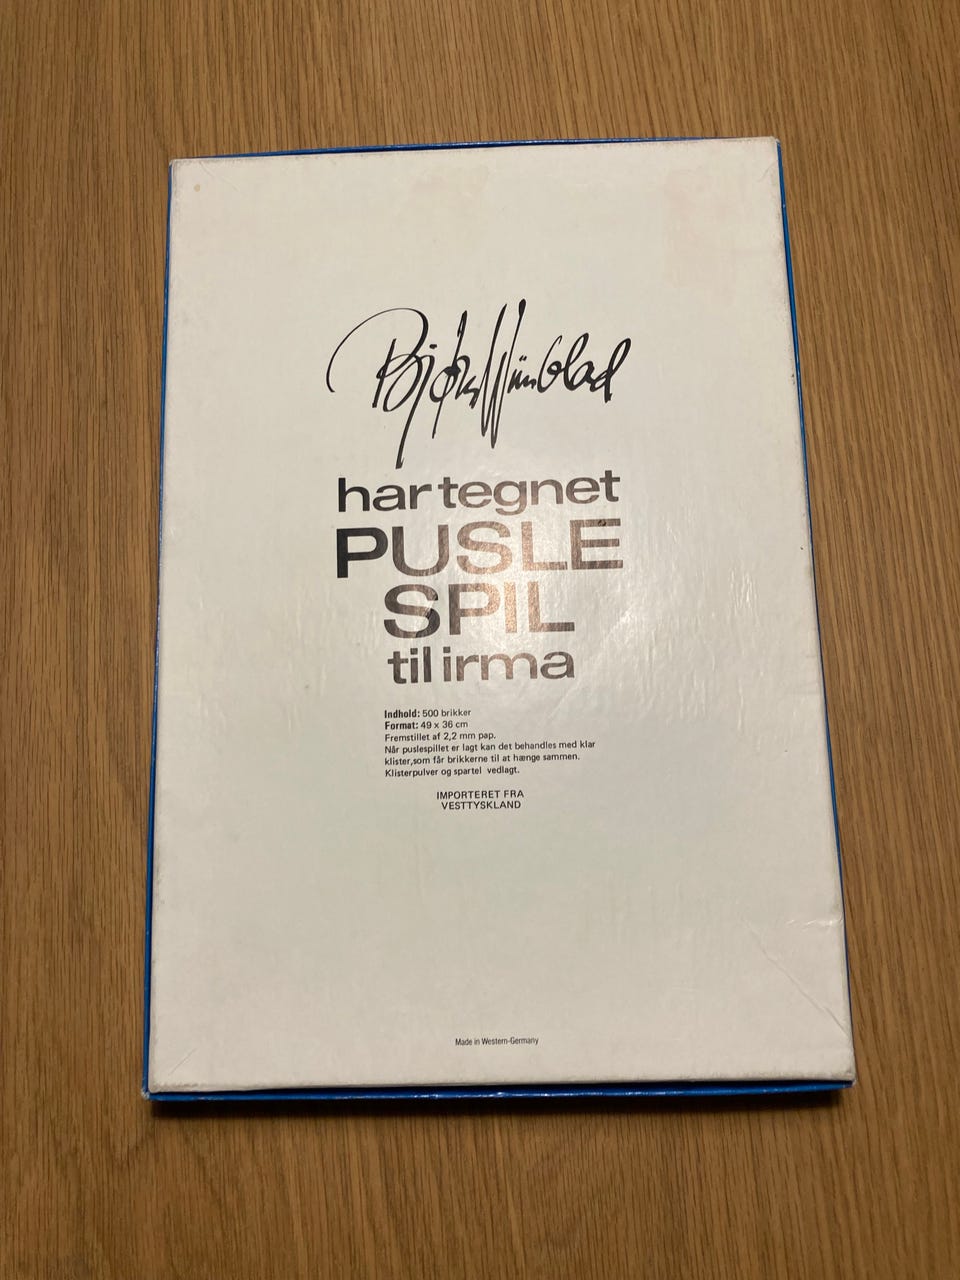 Bjørn Wiinblad
har tegnet
PUSLE
SPIL
til irma
Indhold: 500 brikker
Format: 49 x 36 cm
Fremstillet af 2,2 mm pap.
Når puslespillet er lagt kan det behandles med klar
klister,som får brikkerne til at hænge sammen.
Klisterpulver og spartel vedlagt.
IMPORTERET FRA
VESTTYSKLAND
Made in Western-Germany